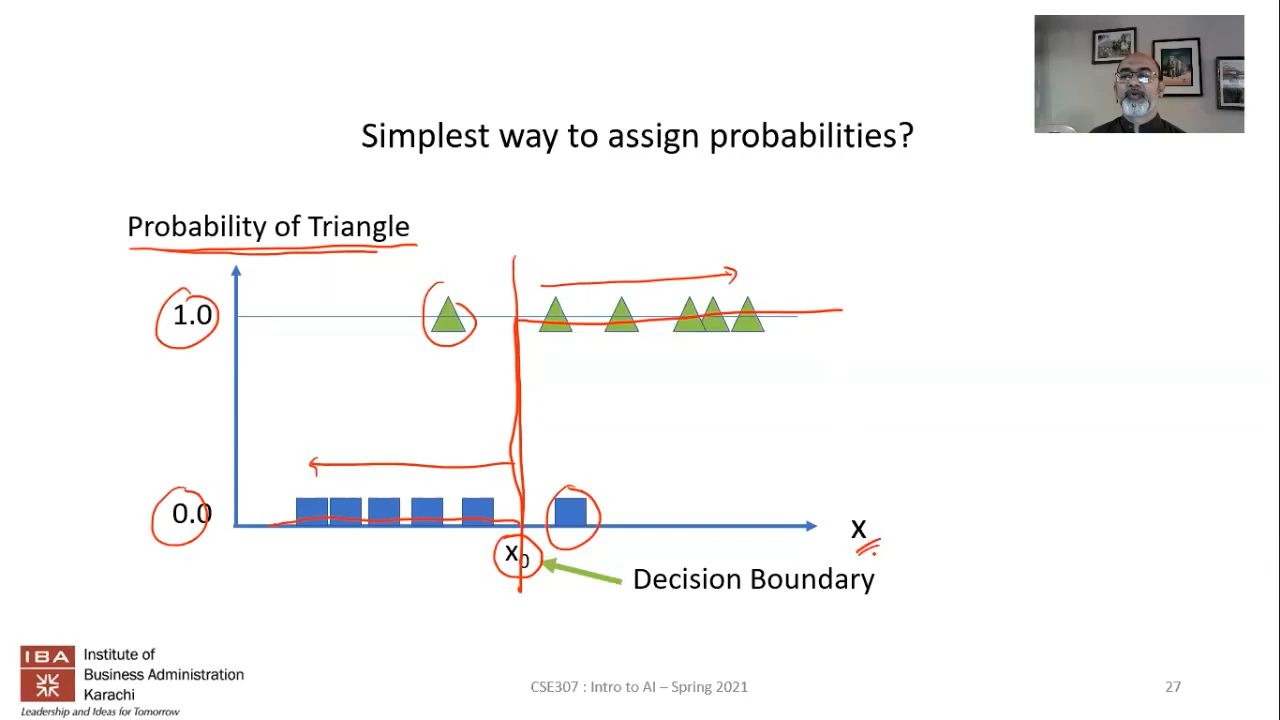 Simplest way to assign probabilities?
Probability of Triangle
1.0
0.0
x
x0
Decision Boundary
IBA
Institute of
Business Administration
Karachi
Leadership and Ideas for Tomorrow
CSE307 : Intro to AI – Spring 2021
27